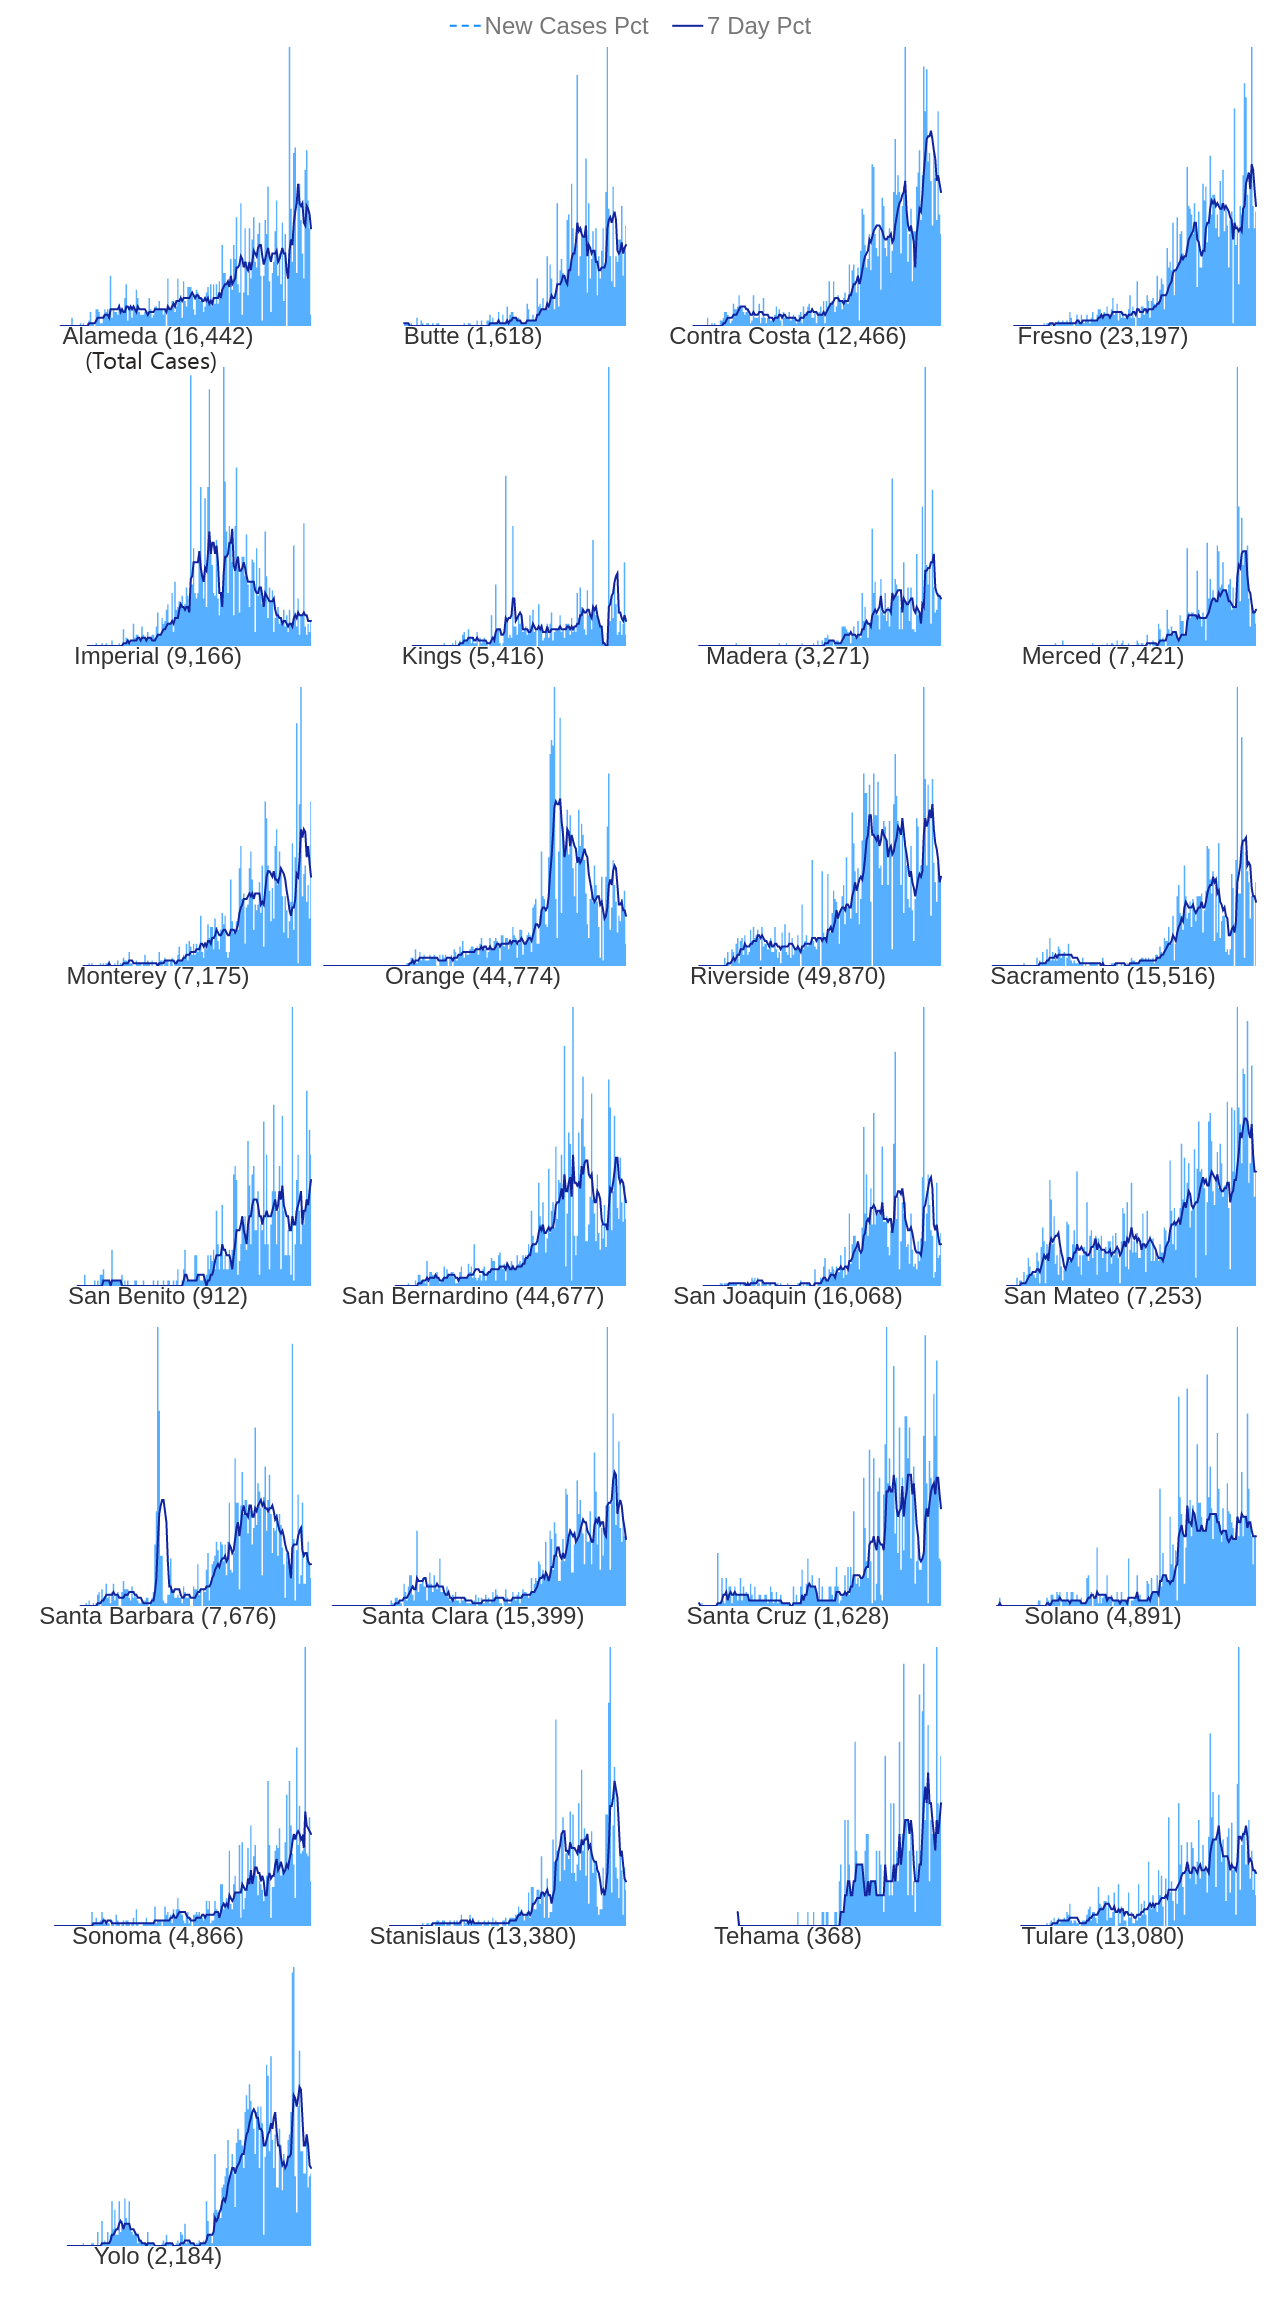 New Cases Pct 7 Day Pct
Alameda (16,442) Butte (1,618) Contra Costa (12,466) Fresno (23,197)
(Total Cases)
Imperial (9,166) Kings (5,416) Madera (3,271) Merced (7,421)
Monterey (7,175) Orange (44,774) Riverside (49,870) Sacramento (15,516)
San Benito (912) San Bernardino (44,677) San Joaquin (16,068) San Mateo (7,253)
Santa Barbara (7,676) Santa Clara (15,399) Santa Cruz (1,628) Solano (4,891)
Sonoma (4,866) Stanislaus (13,380) Tehama (368) Tulare (13,080)
Yolo (2,184)